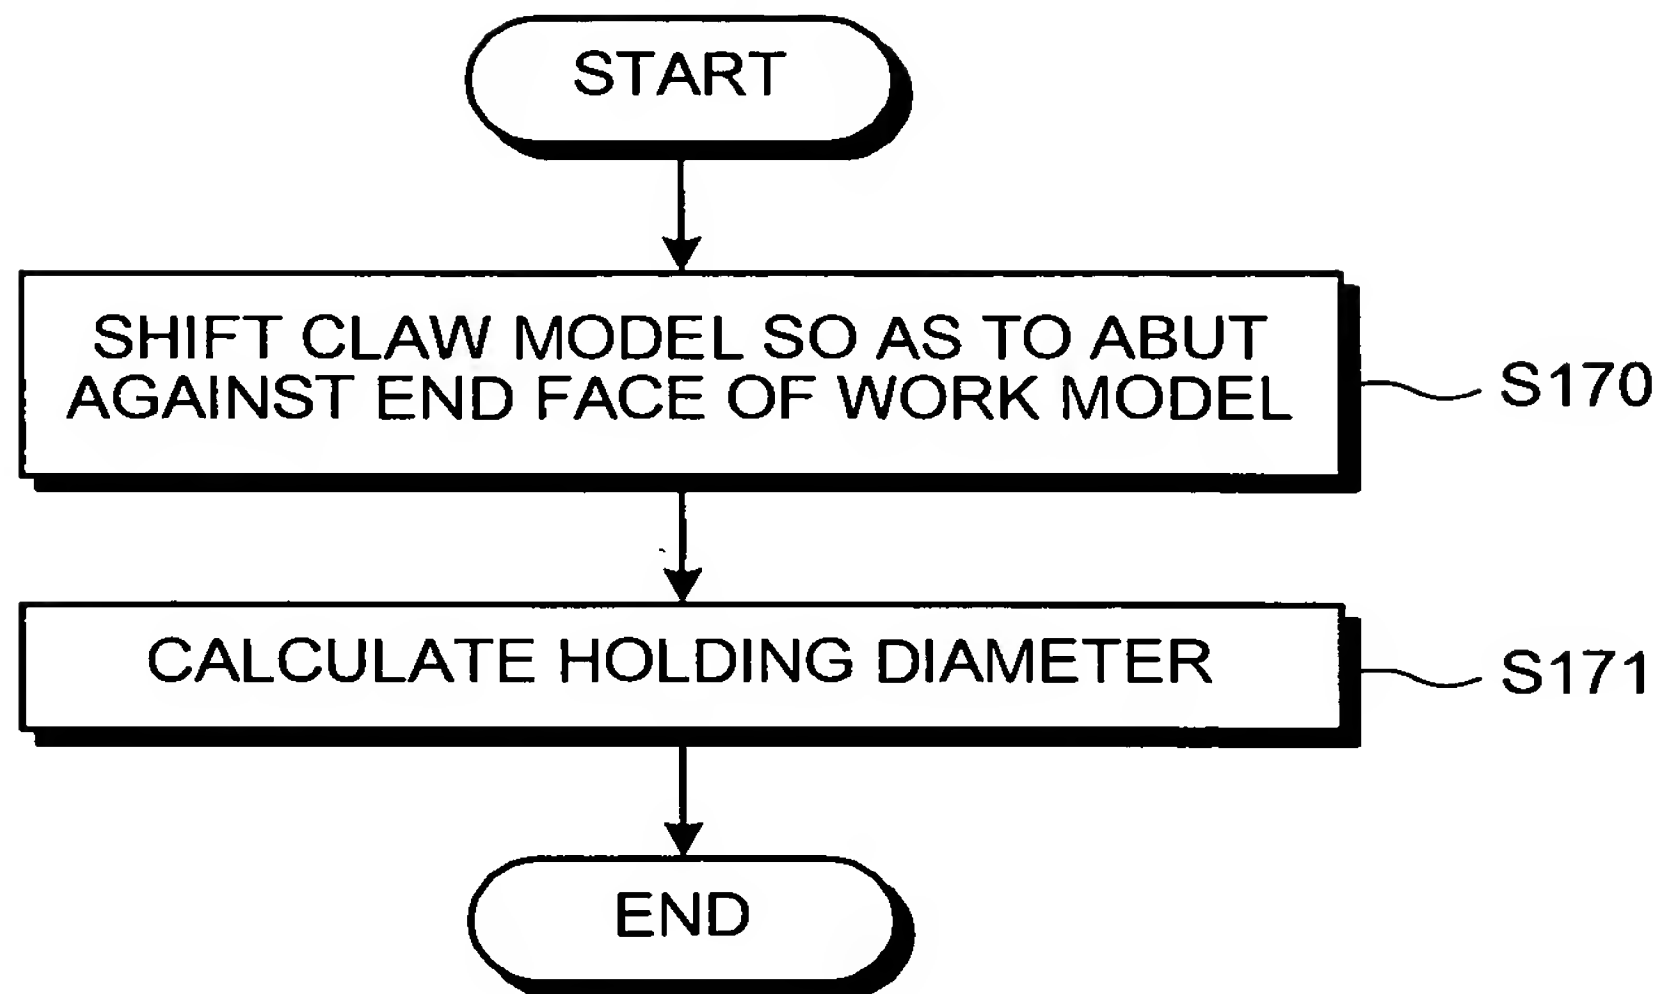 START
SHIFT CLAW MODEL SO AS TO ABUT
AGAINST END FACE OF WORK MODEL
S170
CALCULATE HOLDING DIAMETER
S171
END